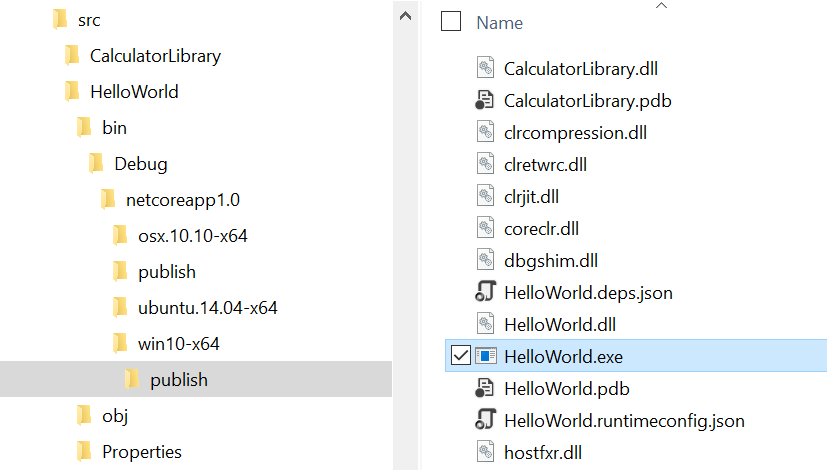 src
CalculatorLibrary
HelloWorld
bin
Debug
netcoreapp1.0
osx.10.10-x64
publish
ubuntu.14.04-x64
win10-x64
publish
obj
Properties
Name
CalculatorLibrary.dll
CalculatorLibrary.pdb
clrcompression.dll
clretwrc.dll
clrjit.dll
coreclr.dll
dbgshim.dll
HelloWorld.deps.json
HelloWorld.dll
HelloWorld.exe
HelloWorld.pdb
HelloWorld.runtimeconfig.json
hostfxr.dll